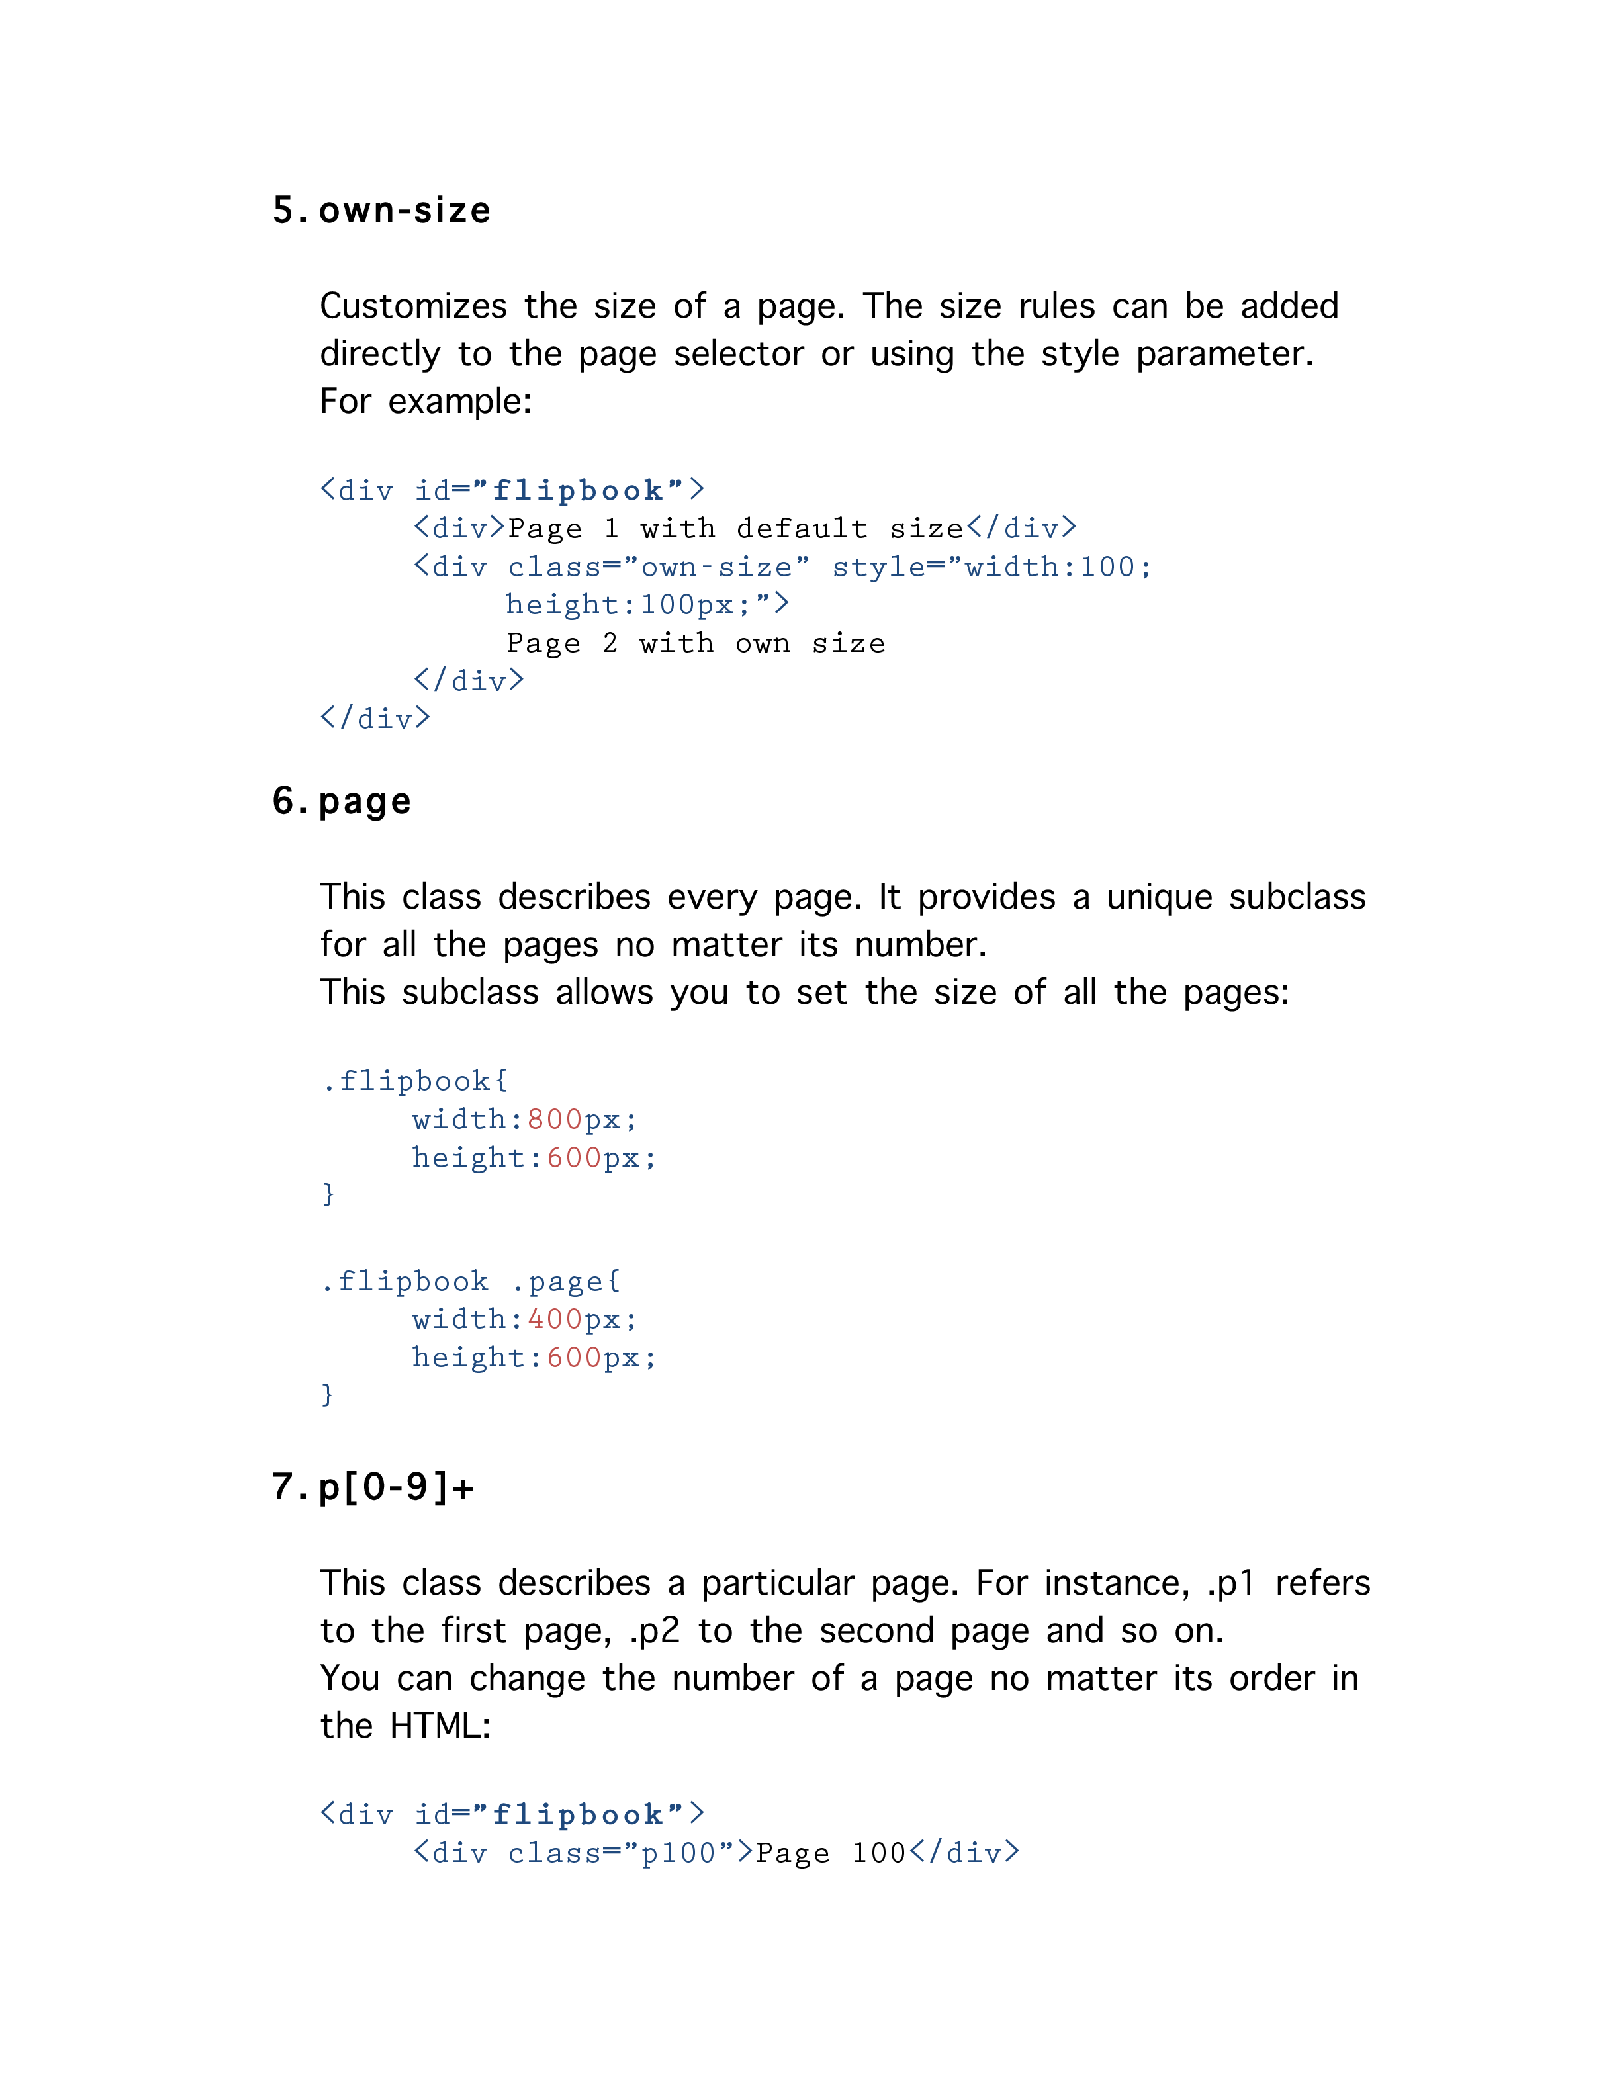 5. own-size
Customizes the size of a page. The size rules can be added
directly to the page selector or using the style parameter.
For example:
<div id=”flipbook”>
<div>Page 1 with default size</div>
<div class=”own-size” style=”width:100;
height:100px;”>
Page 2 with own size
</div>
</div>
6. page
This class describes every page. It provides a unique subclass
for all the pages no matter its number.
This subclass allows you to set the size of all the pages:
.flipbook{
width:800px;
height:600px;
}
.flipbook .page{
width:400px;
height:600px;
}
7. p[0-9]+
This class describes a particular page. For instance, .p1 refers
to the first page, .p2 to the second page and so on.
You can change the number of a page no matter its order in
the HTML:
<div id=”flipbook”>
<div class=”p100”>Page 100</div>